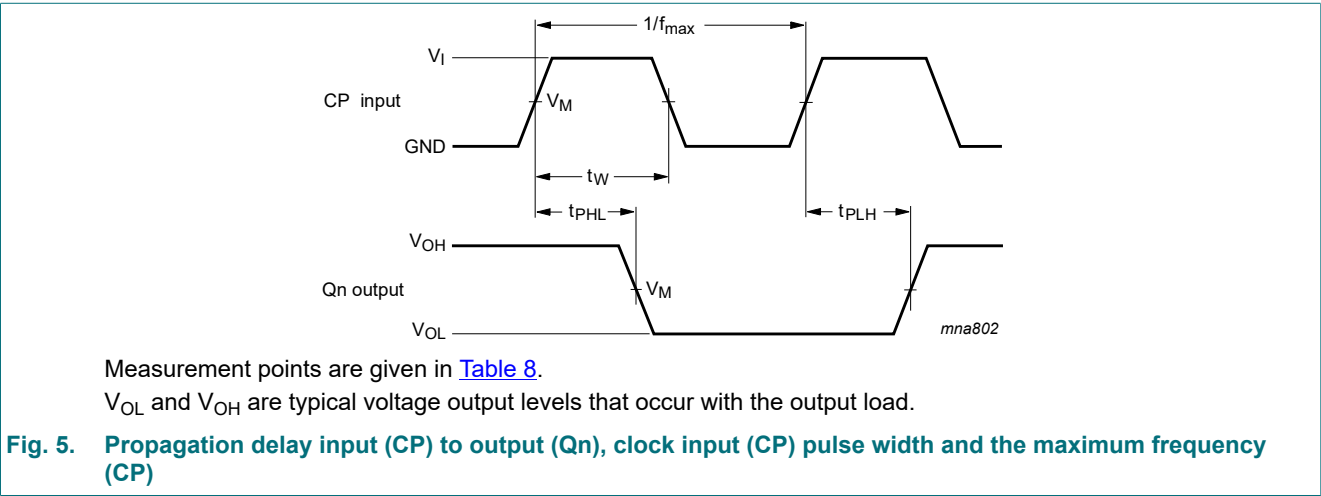 1/fmax
VI
CP input
VM
GND
tW
tPHL
tPLH
VOH
Qn output
VM
VOL
mna802
Measurement points are given in Table 8.
VOL and VOH are typical voltage output levels that occur with the output load.
Fig. 5. Propagation delay input (CP) to output (Qn), clock input (CP) pulse width and the maximum frequency
(CP)